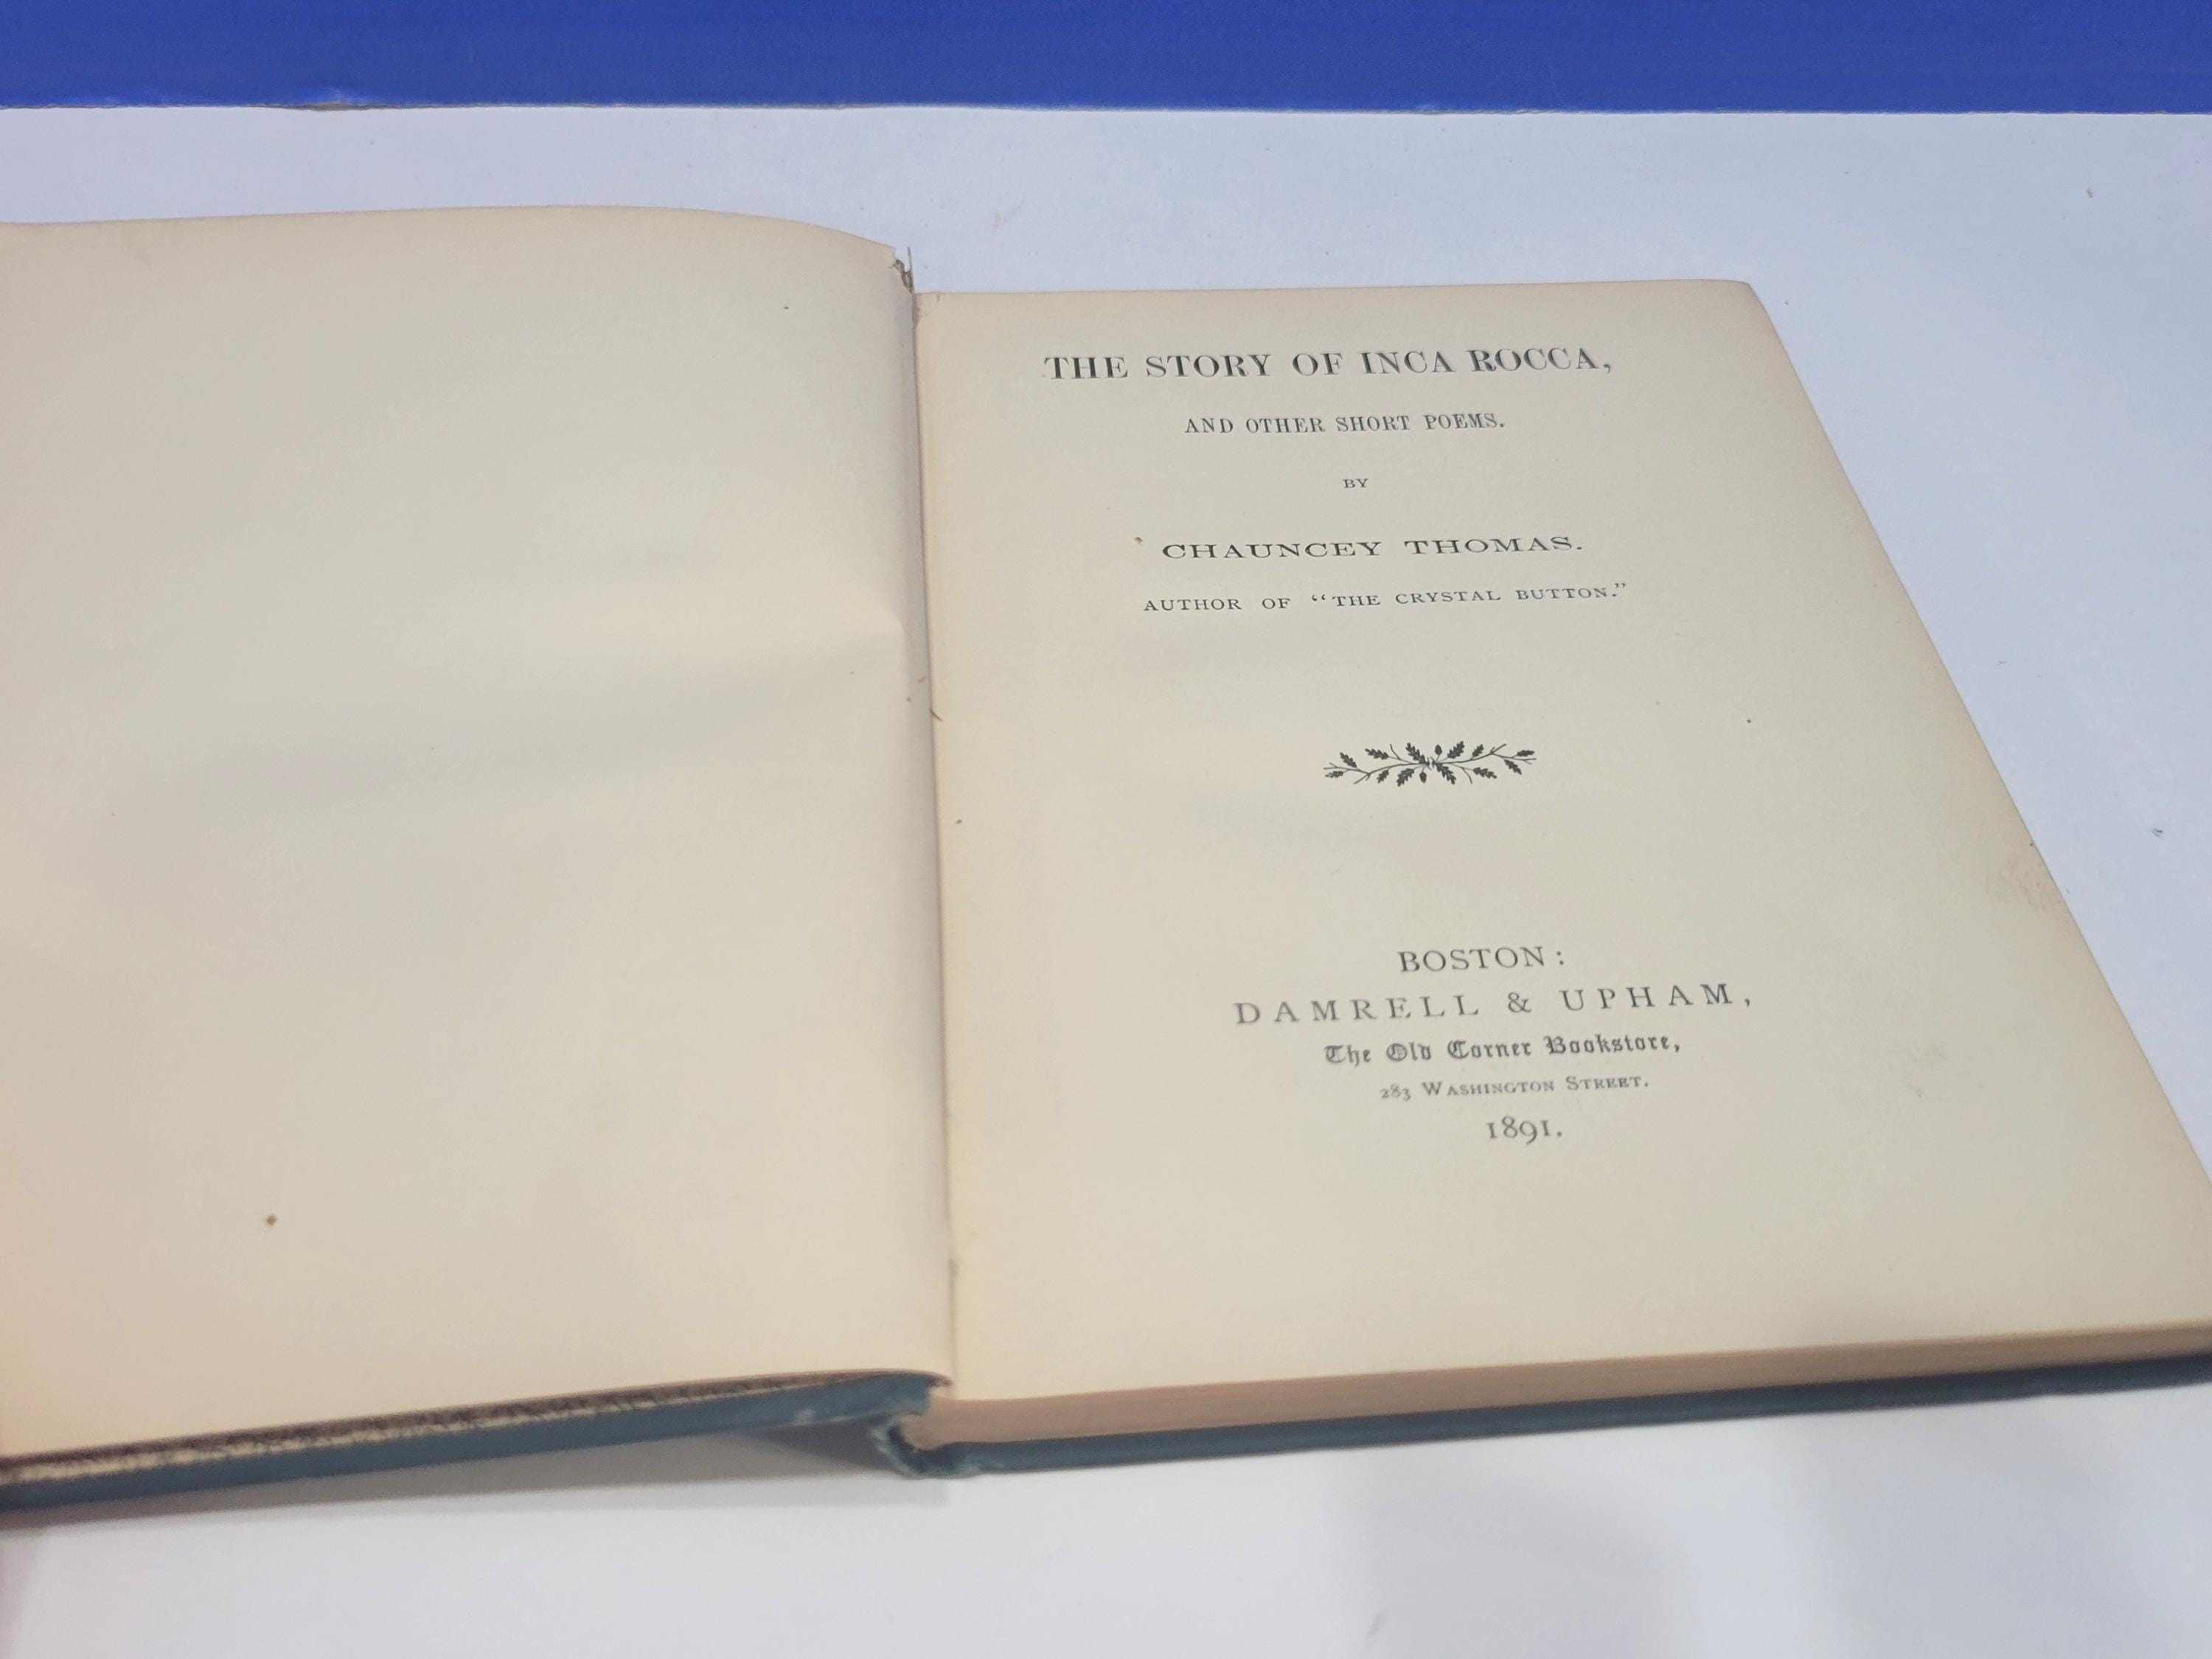 THE STORY OF INCA ROCCA,
AND OTHER SHORT POEMS.
BY
CHAUNCEY THOMAS.
AUTHOR OF "THE CRYSTAL BUTTON."
BOSTON:
DAMRELL & UPHAM,
The Old Corner Bookstore,
283 WASHINGTON STREET.
1891.